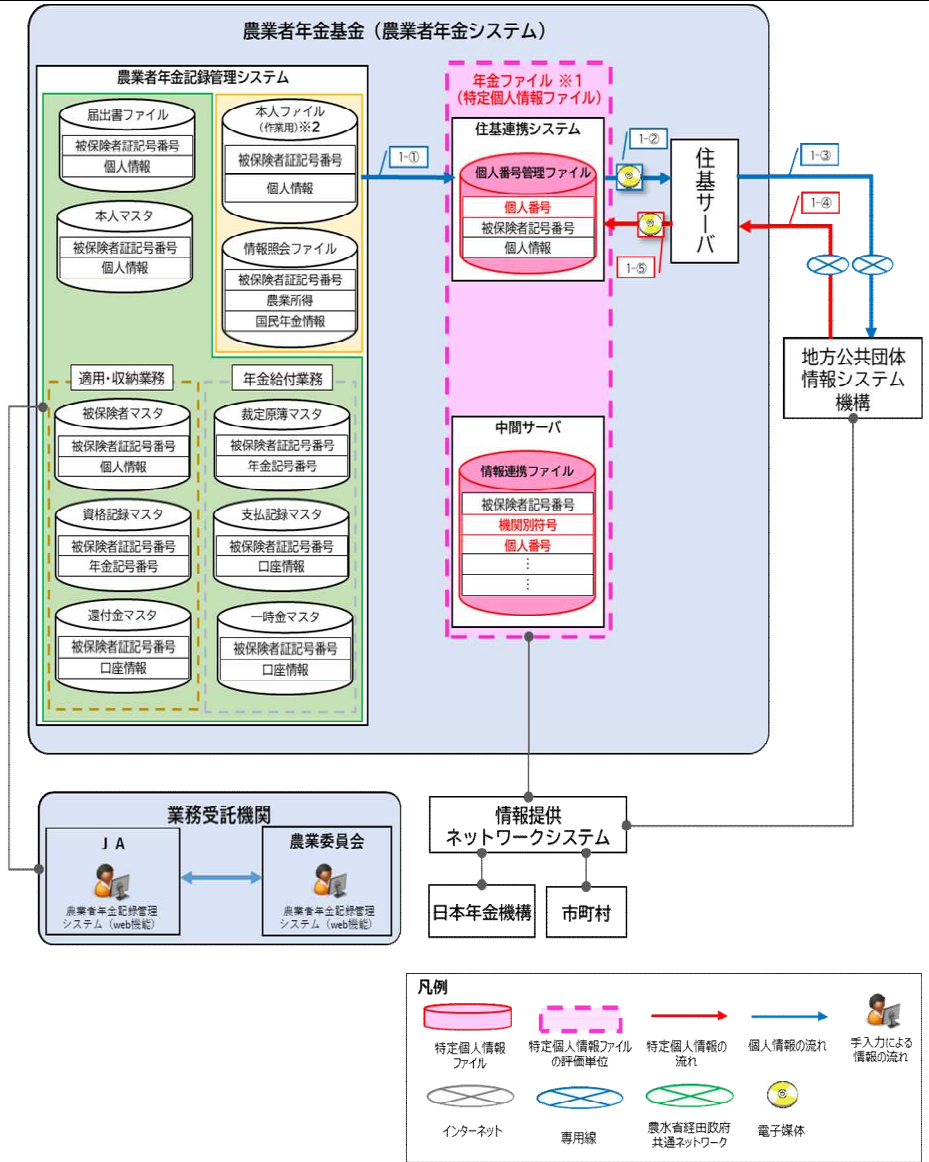 農業者年金基金（農業者年金システム）
農業者年金記録管理システム
届出書ファイル
被保険者証記号番号
個人情報
本人マスタ
被保険者証記号番号
個人情報
本人ファイル
（作業用）※2
被保険者証記号番号
個人情報
情報照会ファイル
被保険者証記号番号
農業所得
国民年金情報
適用・収納業務
被保険者マスタ
被保険者証記号番号
個人情報
資格記録マスタ
被保険者証記号番号
年金記号番号
還付金マスタ
被保険者証記号番号
口座情報
年金給付業務
裁定原簿マスタ
被保険者証記号番号
年金記号番号
支払記録マスタ
被保険者証記号番号
口座情報
一時金マスタ
被保険者証記号番号
口座情報
1-①
年金ファイル ※１
（特定個人情報ファイル）
住基連携システム
個人番号管理ファイル
個人番号
被保険者記号番号
個人情報
中間サーバ
情報連携ファイル
被保険者記号番号
機関別符号
個人番号
⋮
⋮
1-②
1-⑤
住基サーバ
1-③
1-④
地方公共団体
情報システム
機構
業務受託機関
ＪＡ
農業者年金記録管理
システム（web機能）
農業委員会
農業者年金記録管理
システム（web機能）
情報提供
ネットワークシステム
日本年金機構
市町村
凡例
特定個人情報
ファイル
特定個人情報ファイル
の評価単位
特定個人情報の
流れ
個人情報の流れ
手入力による
情報の流れ
インターネット
専用線
農水省経由政府
共通ネットワーク
電子媒体